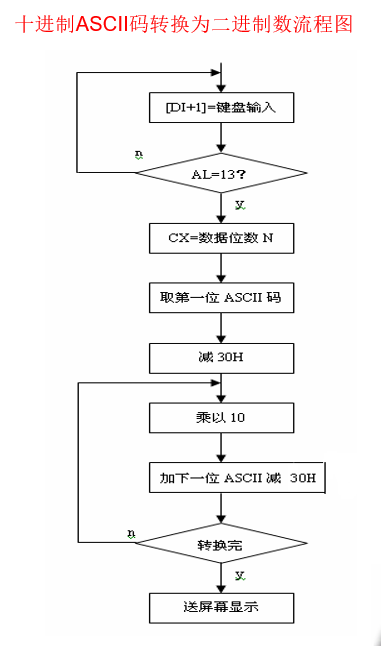 十进制ASCII码转换为二进制数流程图
[DI+1]=键盘输入
n
AL=13?
y
CX=数据位数 N
取第一位 ASCII 码
减 30H
乘以 10
加下一位 ASCII 减 30H
n
转换完
y
送屏幕显示